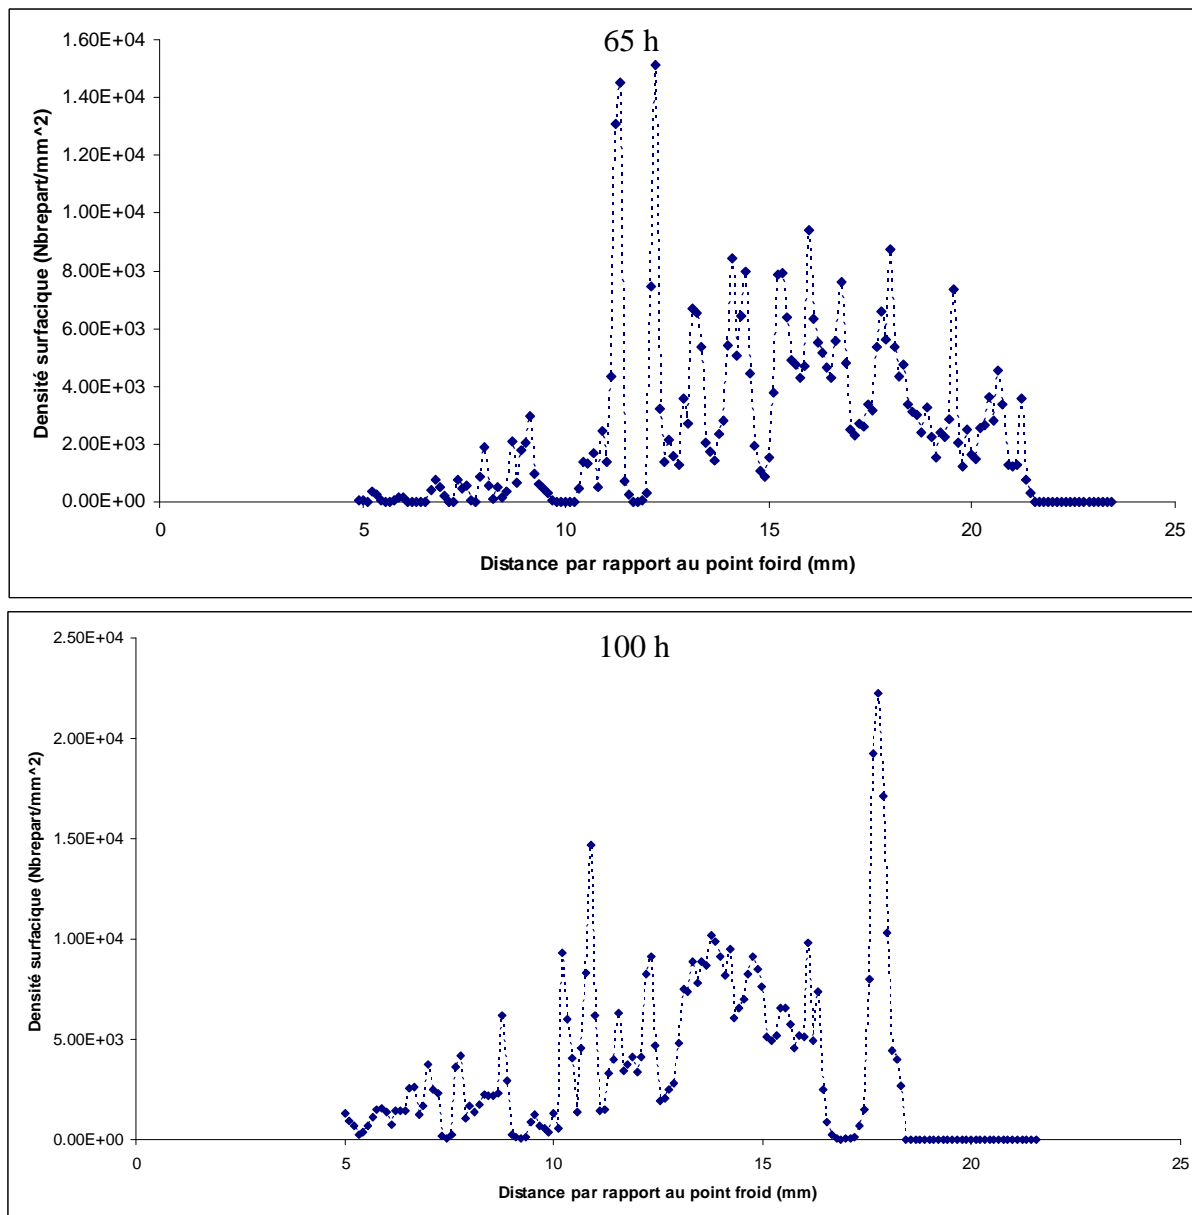 65 h
1.60E+04
1.40E+04
1.20E+04
1.00E+04
8.00E+03
6.00E+03
4.00E+03
2.00E+03
0.00E+00
Densité surfacique (Nbrepart/mm^2)
0 5 10 15 20 25
Distance par rapport au point foird (mm)
100 h
2.50E+04
2.00E+04
1.50E+04
1.00E+04
5.00E+03
0.00E+00
Densité surfacique (Nbrepart/mm^2)
0 5 10 15 20 25
Distance par rapport au point froid (mm)